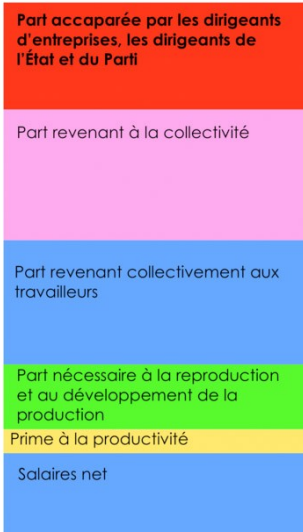 Part accaparée par les dirigeants
d'entreprises, les dirigeants de
l'État et du Parti
Part revenant à la collectivité
Part revenant collectivement aux
travailleurs
Part nécessaire à la reproduction
et au développement de la
production
Prime à la productivité
Salaires net